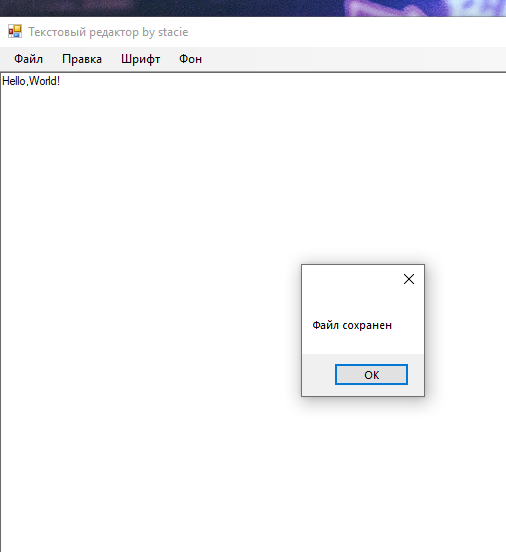 Текстовый редактор by stacie
Файл Правка Шрифт Фон
Hello,World!
Файл сохранен
OK